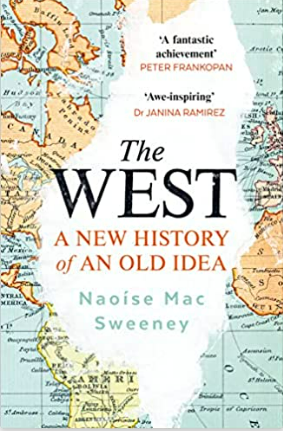 'A fantastic
achievement'
PETER FRANKOPAN
'Awe-inspiring'
Dr JANINA RAMIREZ
The
WEST
A NEW HISTORY
of AN OLD IDEA
Naoíse Mac
Sweeney